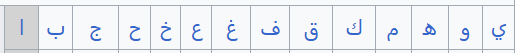 ا ب ج ح خ ع غ ف ق ك م ه و ي